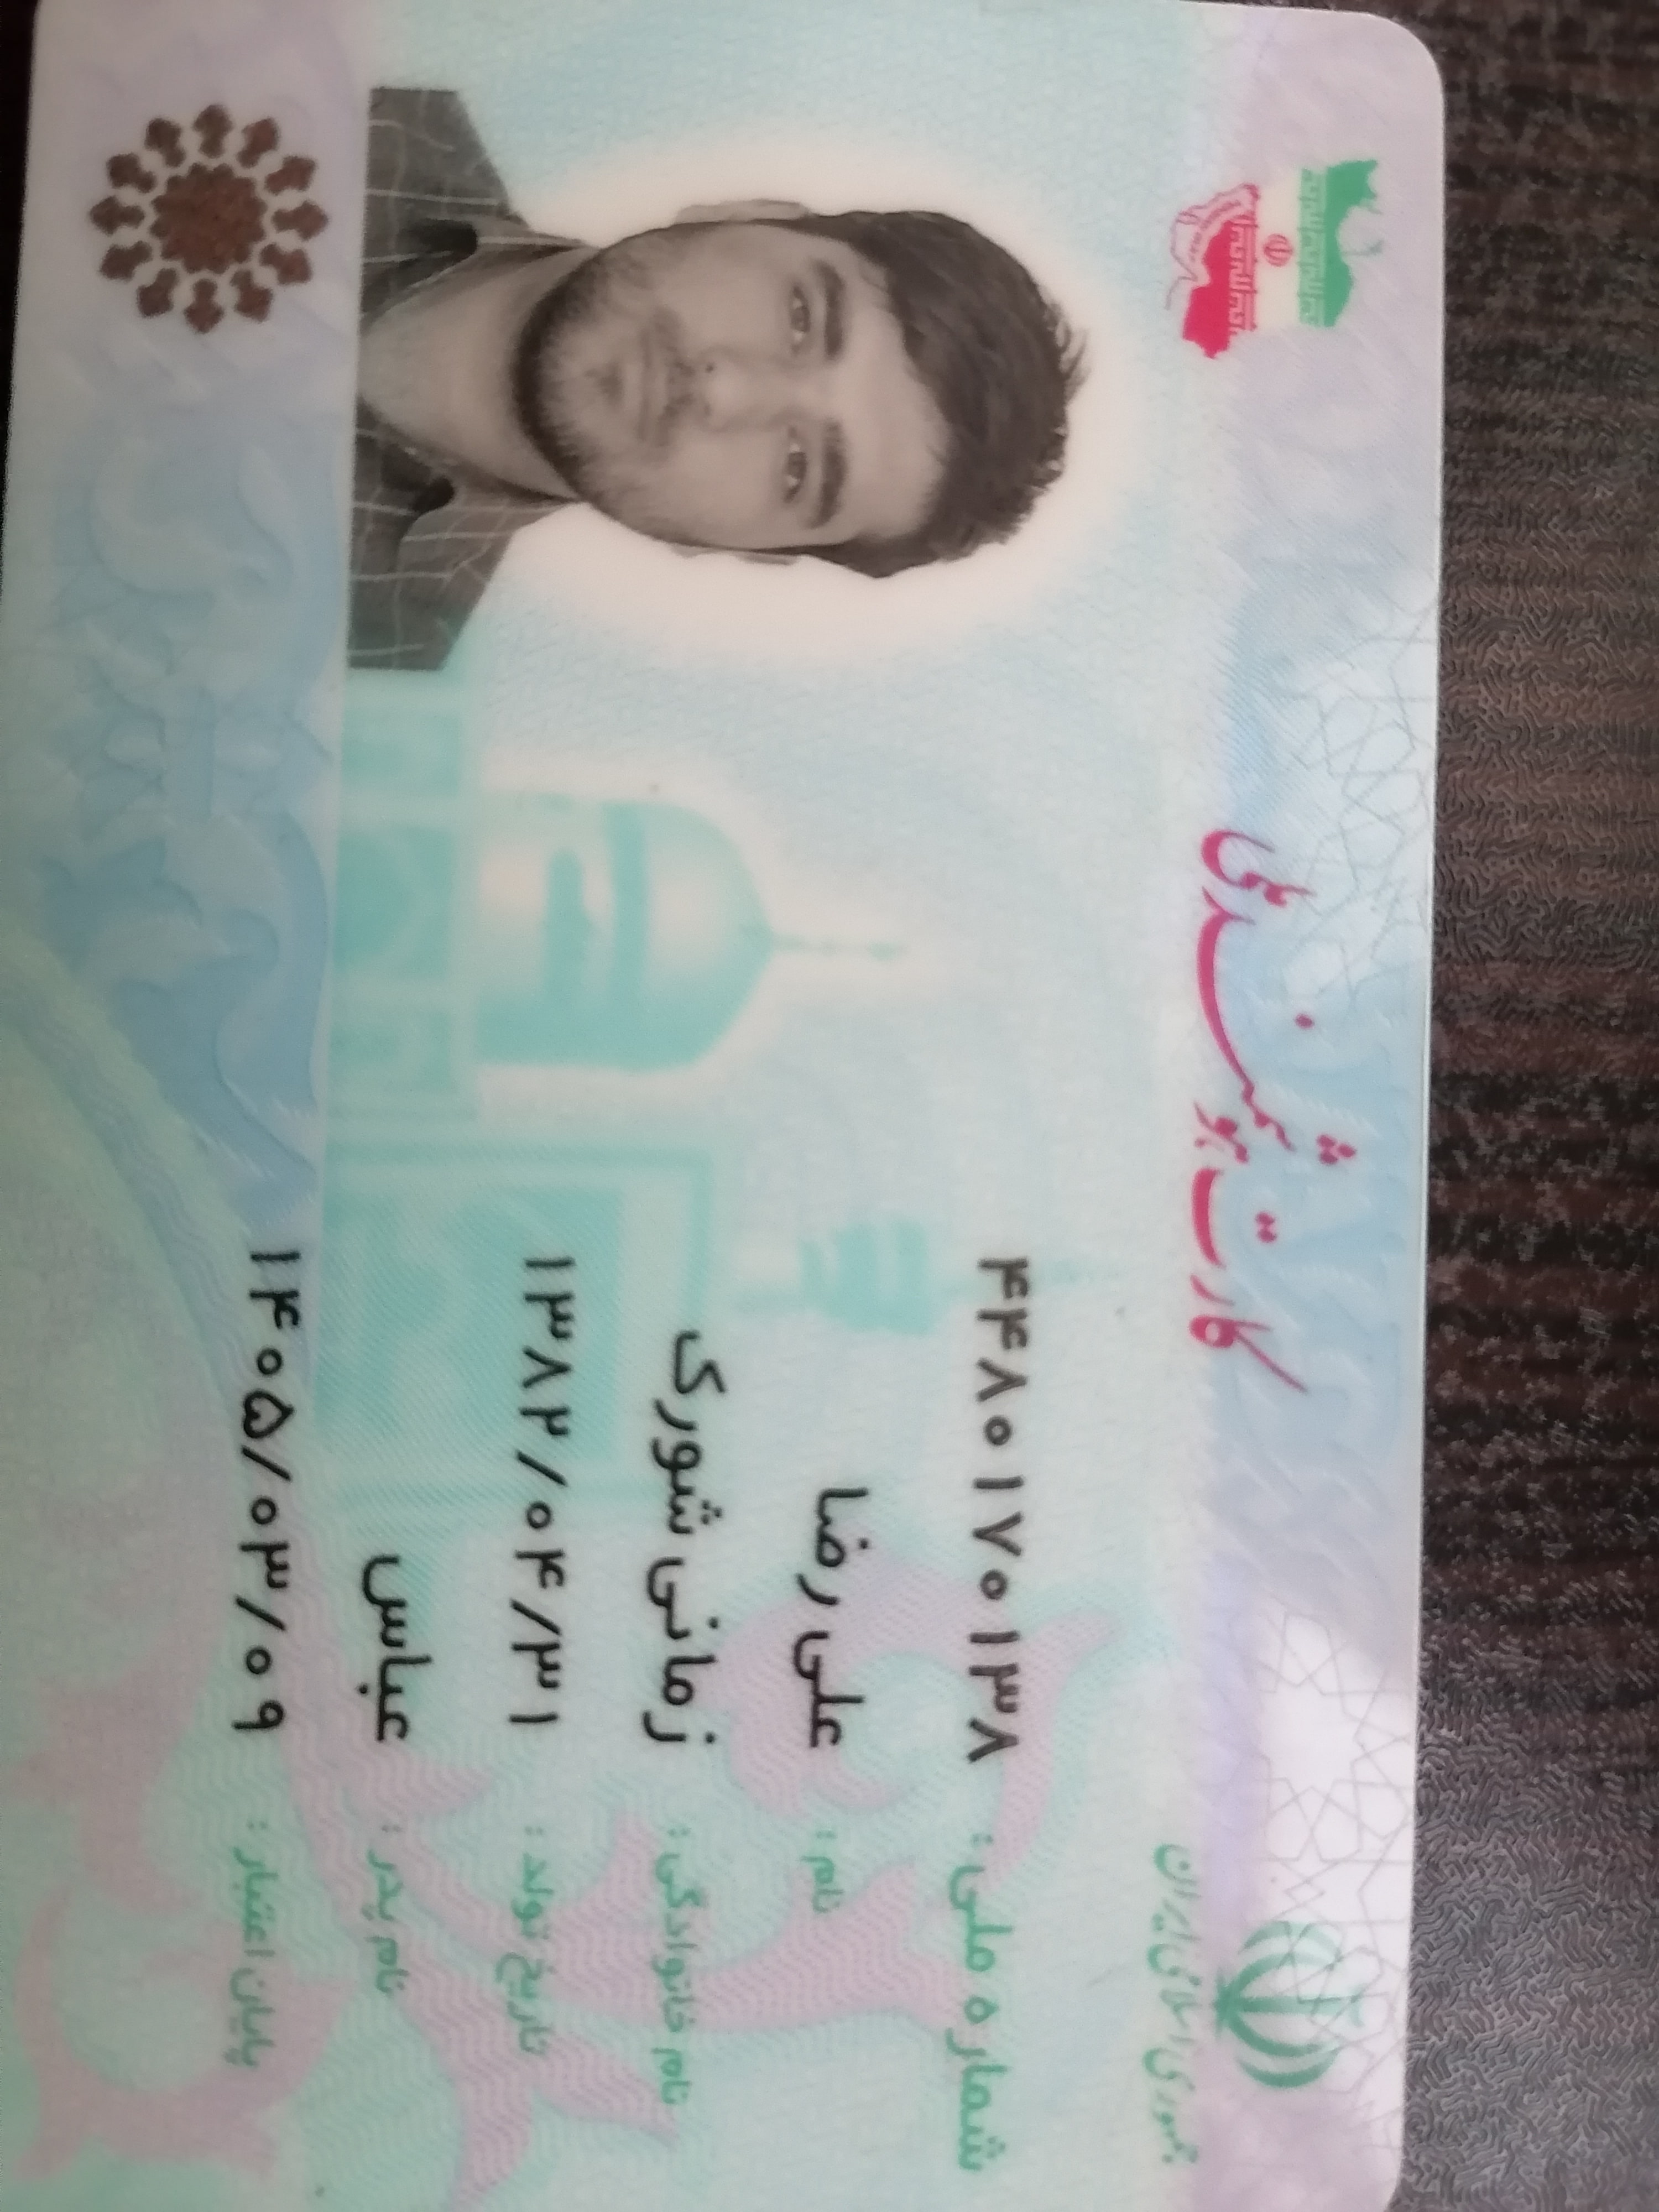 جمهوری اسلامی ایران
کارت هوشمند ملی
شماره ملی : ۴۴۸۰۱۷۰۱۳۸
نام : علی رضا
نام خانوادگی : زمانی شورک
تاریخ تولد : ۱۳۸۲/۰۴/۳۱
نام پدر : عباس
پایان اعتبار : ۱۴۰۵/۰۳/۰۹